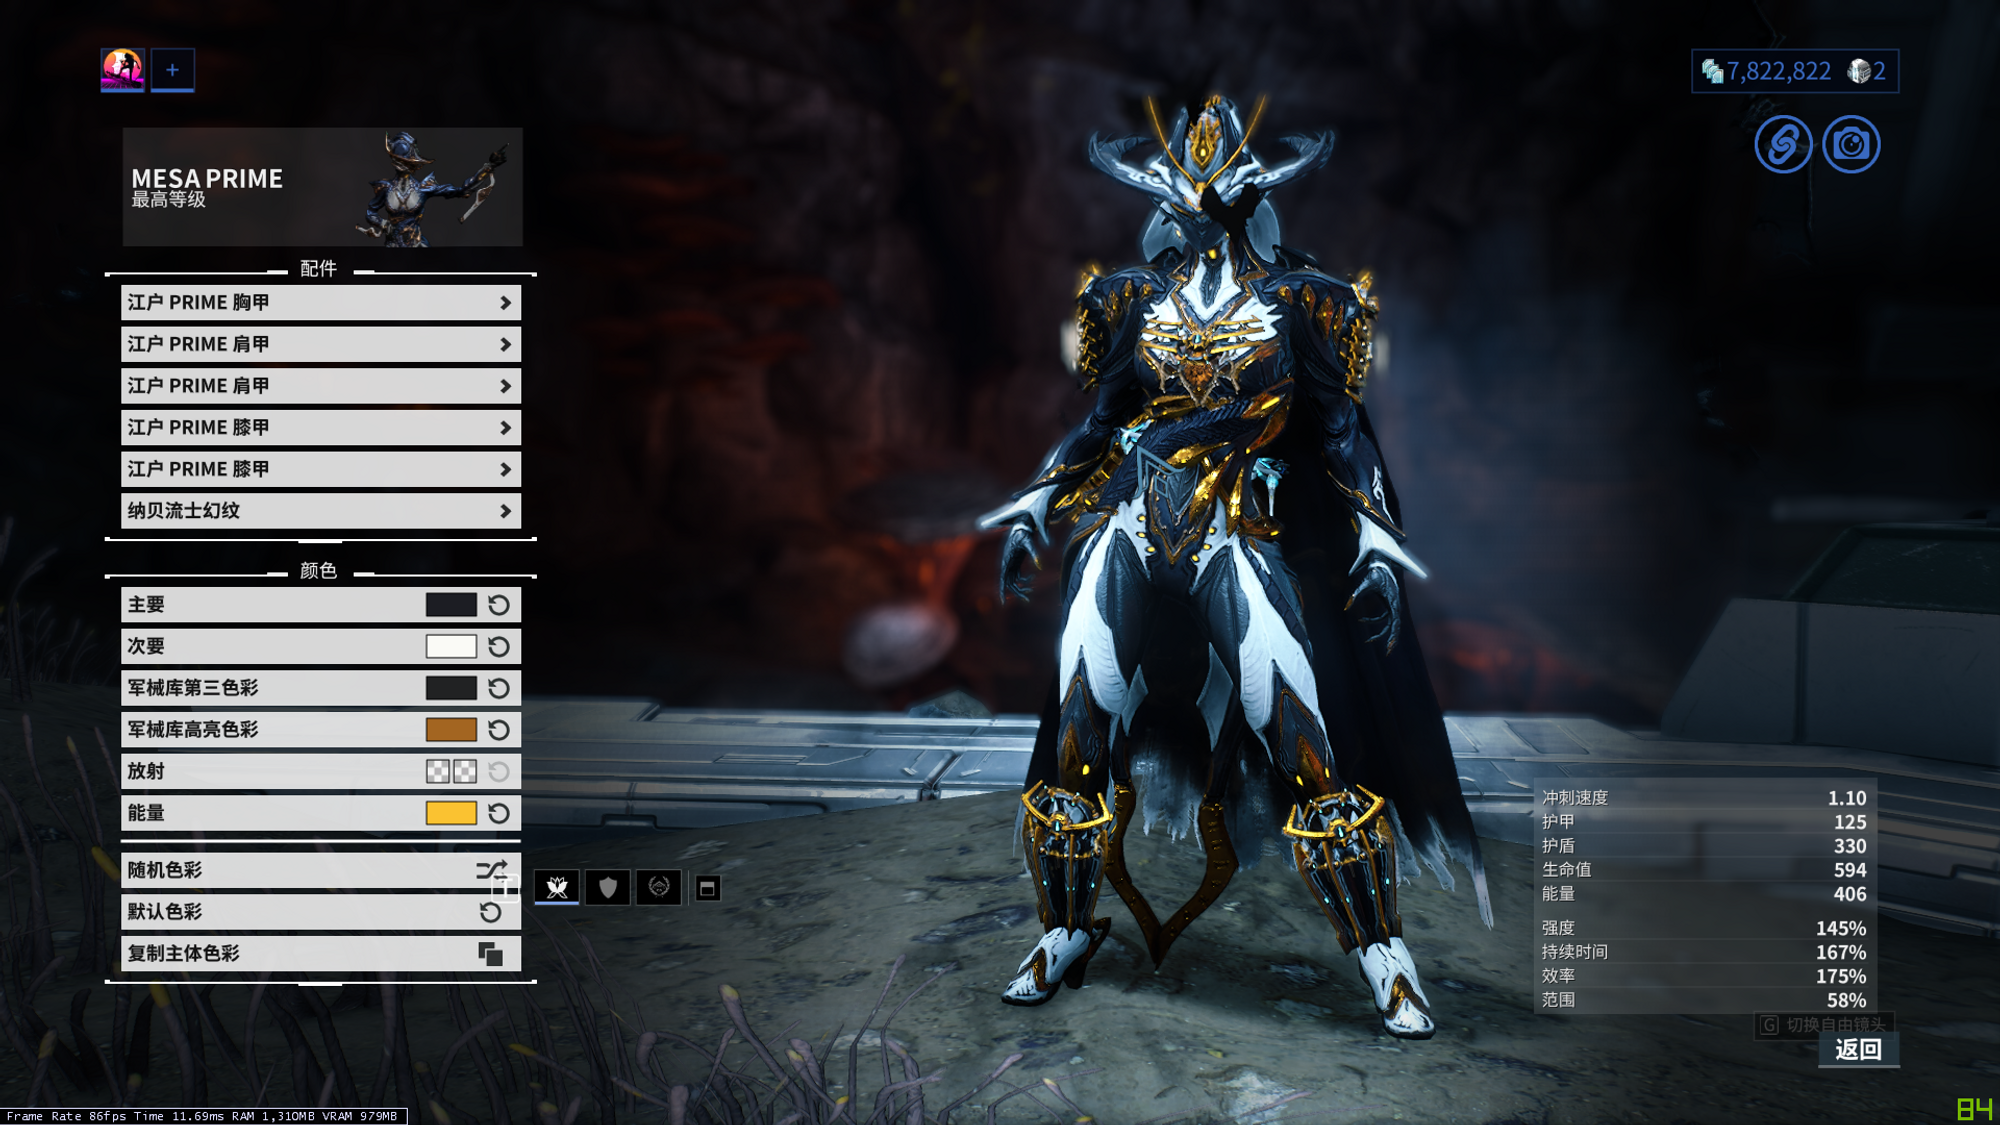 +
7,822,822 2
MESA PRIME
最高等级
配件
江户 PRIME 胸甲
江户 PRIME 肩甲
江户 PRIME 肩甲
江户 PRIME 膝甲
江户 PRIME 膝甲
纳贝流士幻纹
颜色
主要
次要
军械库第三色彩
军械库高亮色彩
放射
能量
随机色彩
T
默认色彩
复制主体色彩
冲刺速度 1.10
护甲 125
护盾 330
生命值 594
能量 406
强度 145%
持续时间 167%
效率 175%
范围 58%
G 切换自由镜头
返回
Frame Rate 86fps Time 11.69ms RAM 1,310MB VRAM 979MB
84